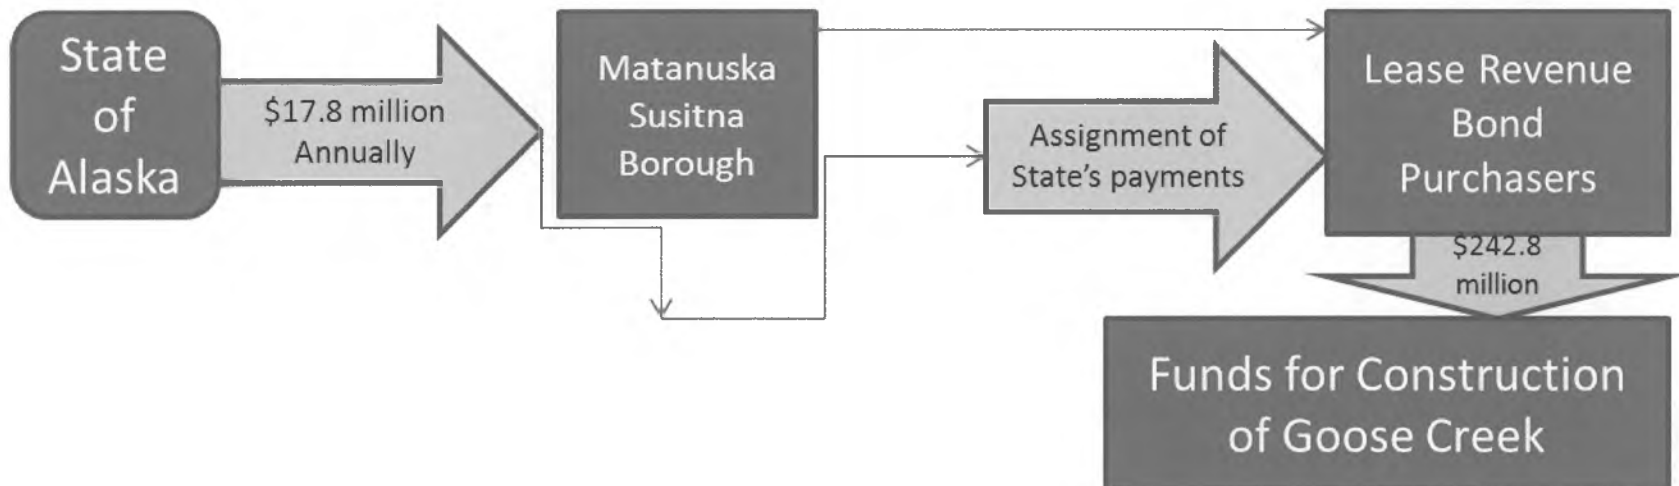 State
of
Alaska
$17.8 million
Annually
Matanuska
Susitna
Borough
Assignment of
State's payments
Lease Revenue
Bond
Purchasers
$242.8
million
Funds for Construction
of Goose Creek